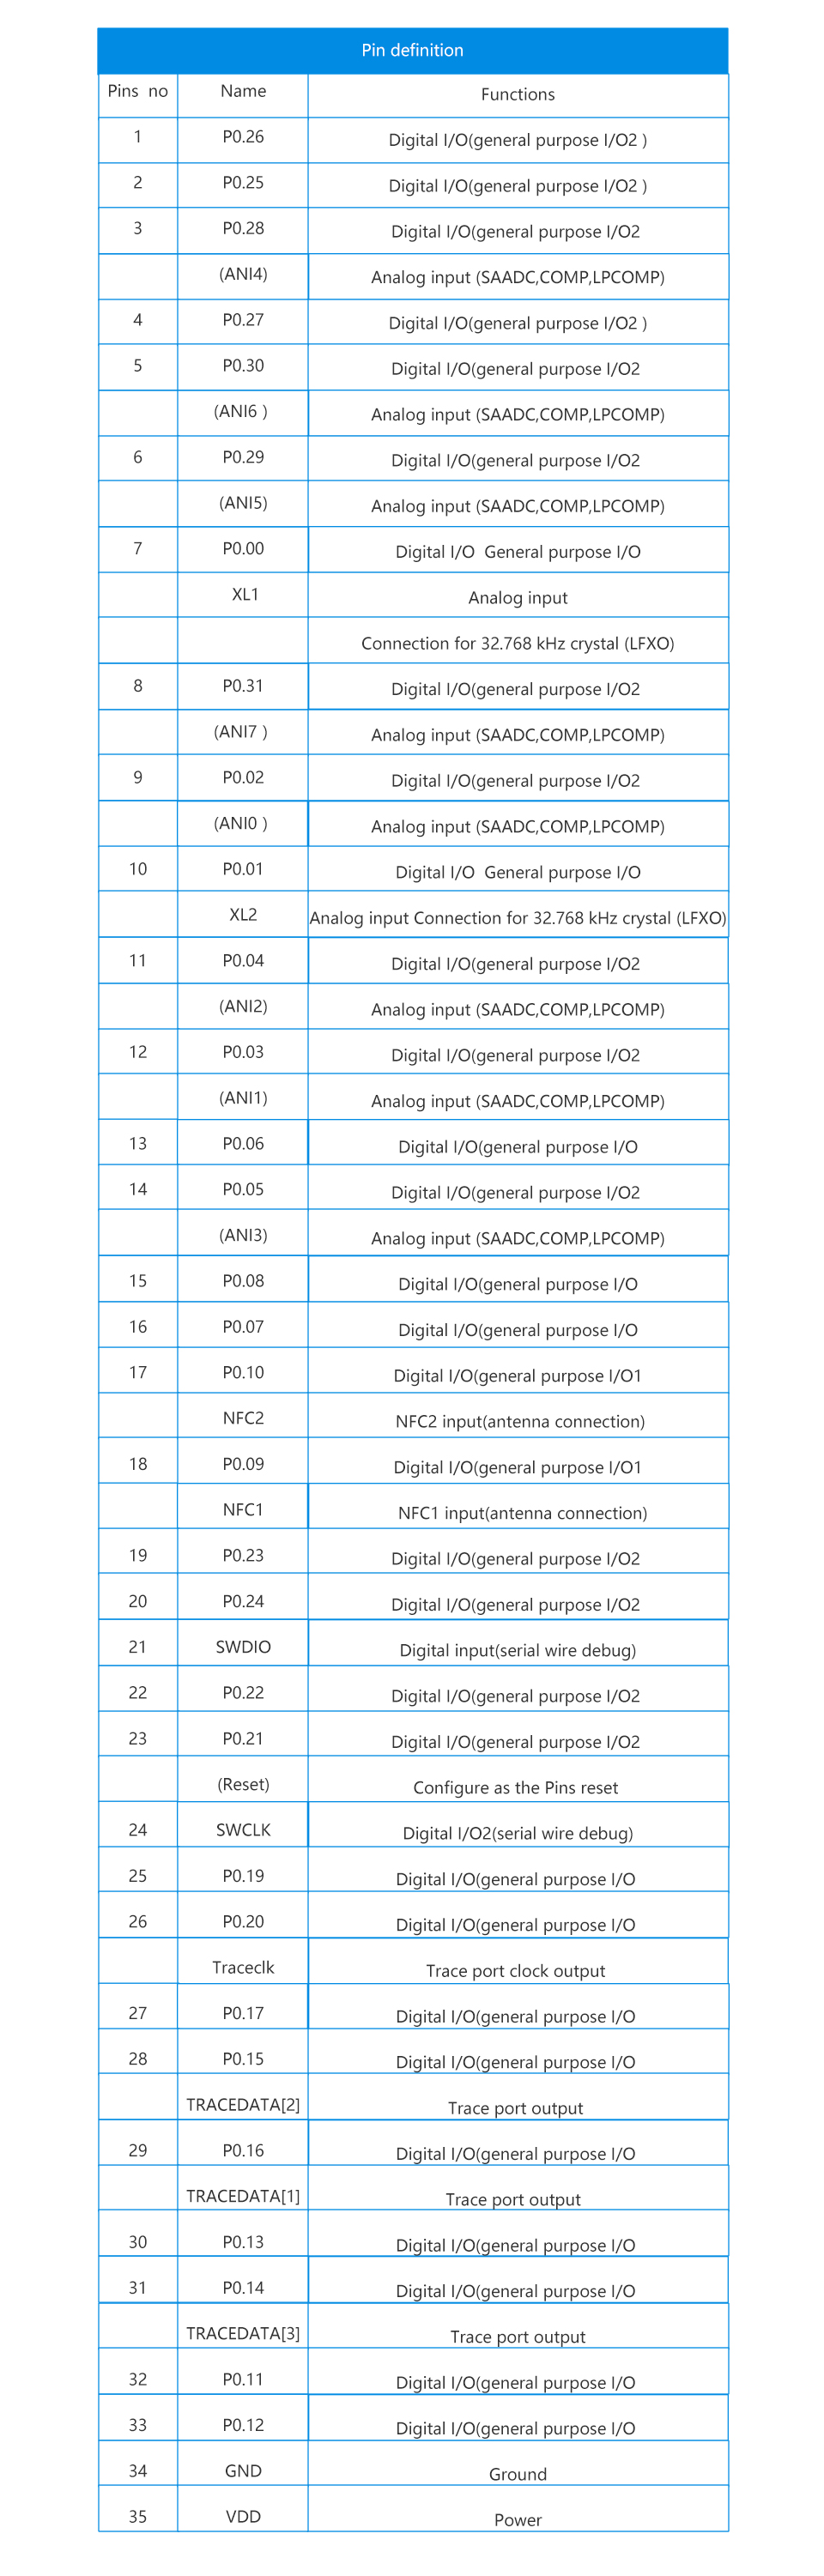 Pin definition
Pins no Name Functions
1 P0.26 Digital I/O(general purpose I/O2 )
2 P0.25 Digital I/O(general purpose I/O2 )
3 P0.28 Digital I/O(general purpose I/O2
(ANI4) Analog input (SAADC,COMP,LPCOMP)
4 P0.27 Digital I/O(general purpose I/O2 )
5 P0.30 Digital I/O(general purpose I/O2
(ANI6 ) Analog input (SAADC,COMP,LPCOMP)
6 P0.29 Digital I/O(general purpose I/O2
(ANI5) Analog input (SAADC,COMP,LPCOMP)
7 P0.00 Digital I/O General purpose I/O
XL1 Analog input
Connection for 32.768 kHz crystal (LFXO)
8 P0.31 Digital I/O(general purpose I/O2
(ANI7 ) Analog input (SAADC,COMP,LPCOMP)
9 P0.02 Digital I/O(general purpose I/O2
(ANI0 ) Analog input (SAADC,COMP,LPCOMP)
10 P0.01 Digital I/O General purpose I/O
XL2 Analog input Connection for 32.768 kHz crystal (LFXO)
11 P0.04 Digital I/O(general purpose I/O2
(ANI2) Analog input (SAADC,COMP,LPCOMP)
12 P0.03 Digital I/O(general purpose I/O2
(ANI1) Analog input (SAADC,COMP,LPCOMP)
13 P0.06 Digital I/O(general purpose I/O
14 P0.05 Digital I/O(general purpose I/O2
(ANI3) Analog input (SAADC,COMP,LPCOMP)
15 P0.08 Digital I/O(general purpose I/O
16 P0.07 Digital I/O(general purpose I/O
17 P0.10 Digital I/O(general purpose I/O1
NFC2 NFC2 input(antenna connection)
18 P0.09 Digital I/O(general purpose I/O1
NFC1 NFC1 input(antenna connection)
19 P0.23 Digital I/O(general purpose I/O2
20 P0.24 Digital I/O(general purpose I/O2
21 SWDIO Digital input(serial wire debug)
22 P0.22 Digital I/O(general purpose I/O2
23 P0.21 Digital I/O(general purpose I/O2
(Reset) Configure as the Pins reset
24 SWCLK Digital I/O2(serial wire debug)
25 P0.19 Digital I/O(general purpose I/O
26 P0.20 Digital I/O(general purpose I/O
Traceclk Trace port clock output
27 P0.17 Digital I/O(general purpose I/O
28 P0.15 Digital I/O(general purpose I/O
TRACEDATA[2] Trace port output
29 P0.16 Digital I/O(general purpose I/O
TRACEDATA[1] Trace port output
30 P0.13 Digital I/O(general purpose I/O
31 P0.14 Digital I/O(general purpose I/O
TRACEDATA[3] Trace port output
32 P0.11 Digital I/O(general purpose I/O
33 P0.12 Digital I/O(general purpose I/O
34 GND Ground
35 VDD Power